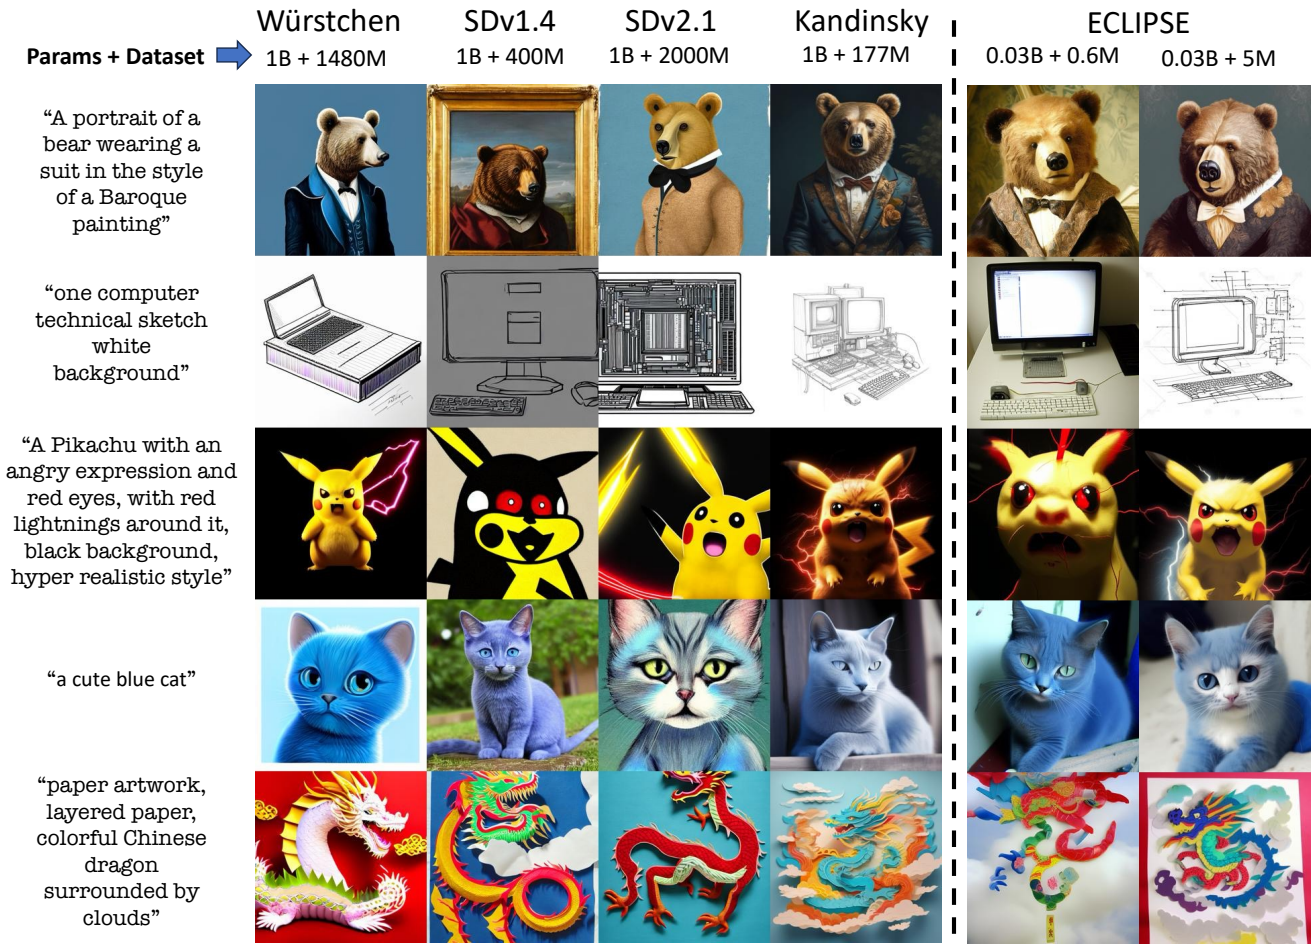 Würstchen SDv1.4 SDv2.1 Kandinsky ECLIPSE
Params + Dataset 1B + 1480M 1B + 400M 1B + 2000M 1B + 177M 0.03B + 0.6M 0.03B + 5M
“A portrait of a
bear wearing a
suit in the style
of a Baroque
painting”
“one computer
technical sketch
white
background”
“A Pikachu with an
angry expression and
red eyes, with red
lightnings around it,
black background,
hyper realistic style”
“a cute blue cat”
“paper artwork,
layered paper,
colorful Chinese
dragon
surrounded by
clouds”